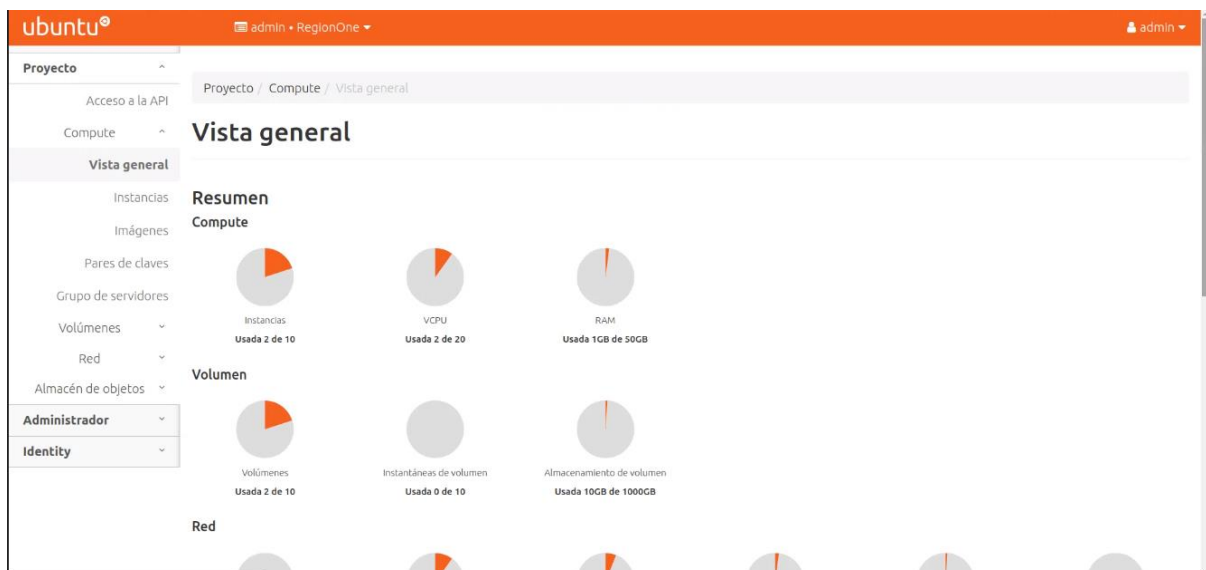 ubuntu®
admin • RegionOne
admin
Proyecto
Acceso a la API
Compute
Vista general
Instancias
Imágenes
Pares de claves
Grupo de servidores
Volúmenes
Red
Almacén de objetos
Administrador
Identity
Proyecto / Compute / Vista general
Vista general
Resumen
Compute
Instancias
Usada 2 de 10
VCPU
Usada 2 de 20
RAM
Usada 1GB de 50GB
Volumen
Volúmenes
Usada 2 de 10
Instantáneas de volumen
Usada 0 de 10
Almacenamiento de volumen
Usada 10GB de 1000GB
Red